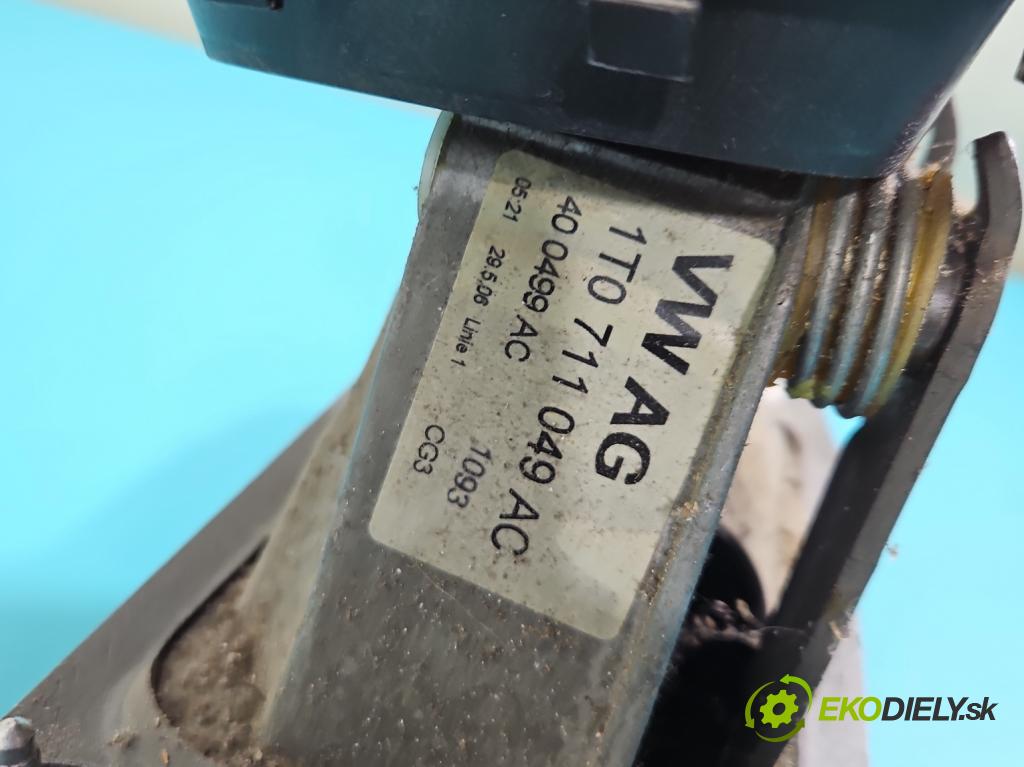 VW AG
1T0 711 049 AC
40 0499 AC 1093
05:21 29.5.06 Linie 1 CG3
EKODIELY.sk